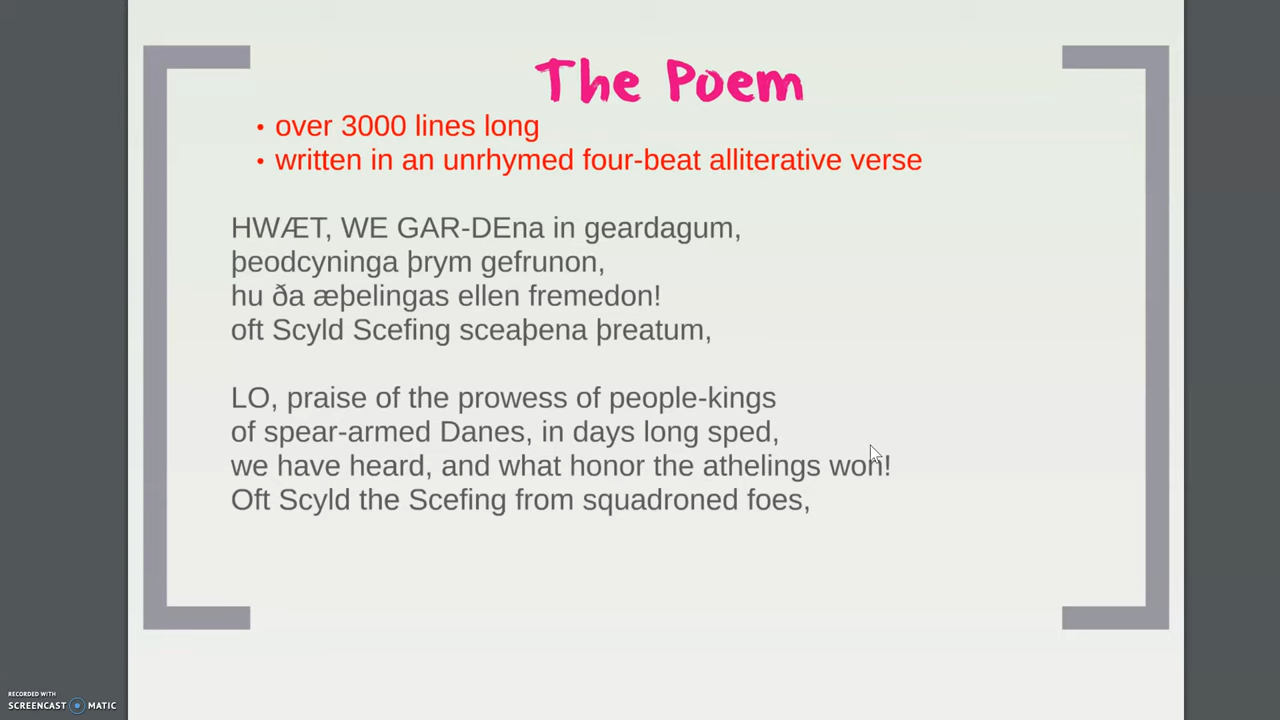 The Poem
• over 3000 lines long
• written in an unrhymed four-beat alliterative verse
HWÆT, WE GAR-DEna in geardagum,
þeodcyninga þrym gefrunon,
hu ða æþelingas ellen fremedon!
oft Scyld Scefing sceaþena þreatum,
LO, praise of the prowess of people-kings
of spear-armed Danes, in days long sped,
we have heard, and what honor the athelings won!
Oft Scyld the Scefing from squadroned foes,
RECORDED WITH
SCREENCAST MATIC